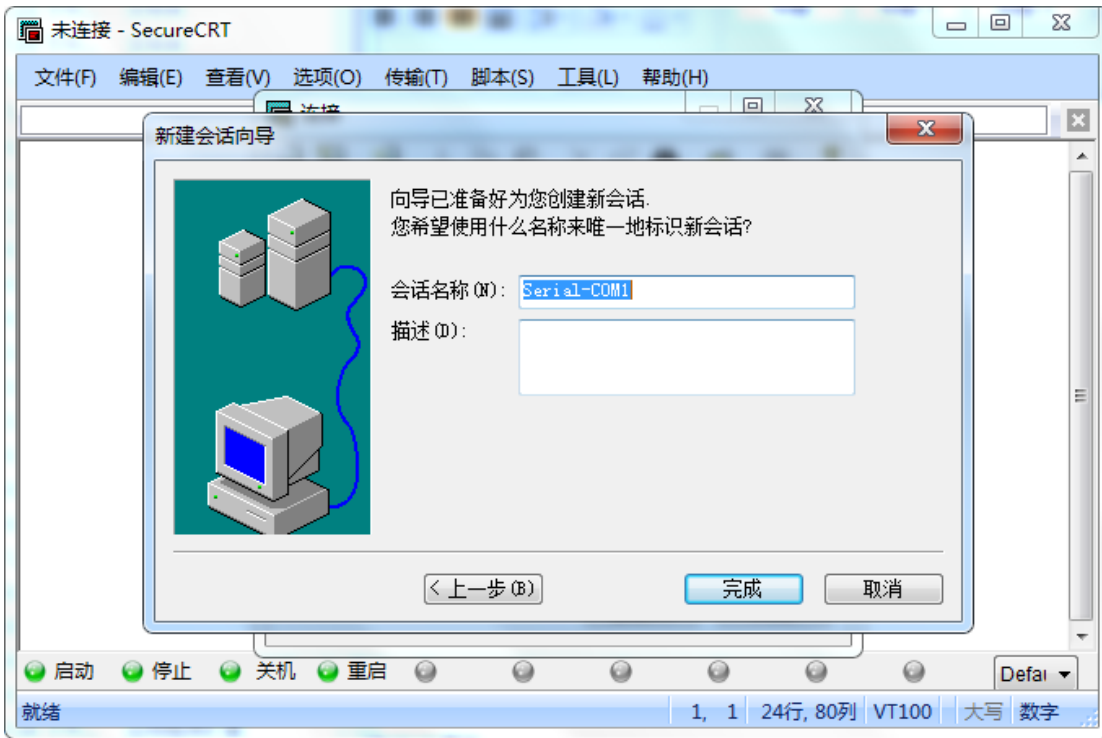 未连接 - SecureCRT
文件(F) 编辑(E) 查看(V) 选项(O) 传输(T) 脚本(S) 工具(L) 帮助(H)
连接
新建会话向导
向导已准备好为您创建新会话.
您希望使用什么名称来唯一地标识新会话?
会话名称(N): Serial-COM1
描述(D):
< 上一步(B) 完成 取消
启动 停止 关机 重启 Defau
就绪 1, 1 24行, 80列 VT100 大写 数字